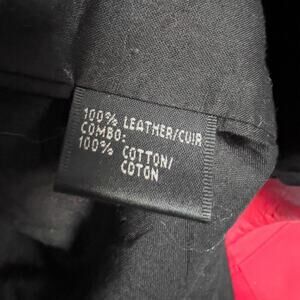 100% LEATHER/CUIR
COMBO:
100% COTTON/
COTON